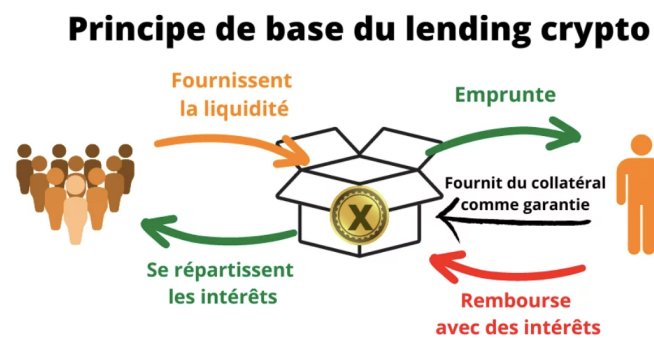 Principe de base du lending crypto
Fournissent
la liquidité
Emprunte
Fournit du collatéral
comme garantie
X
Se répartissent
les intérêts
Rembourse
avec des intérêts